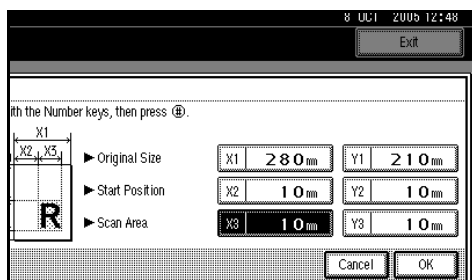 8 OCT 2005 12:48
Exit
ith the Number keys, then press (#).
X1
X2 X3
R
► Original Size X1 280mm Y1 210mm
► Start Position X2 10mm Y2 10mm
► Scan Area X3 10mm Y3 10mm
Cancel OK